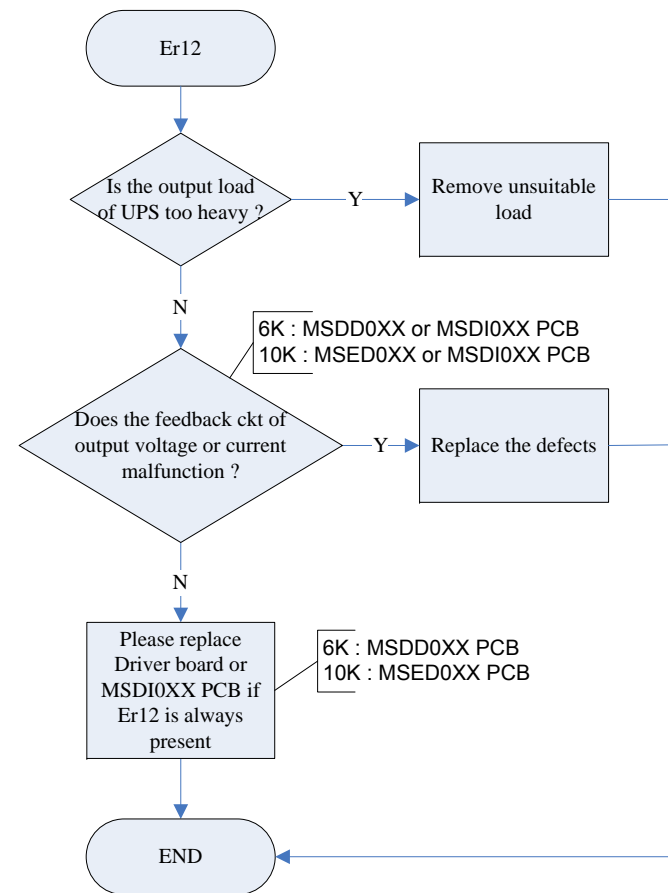 Er12
Is the output load
of UPS too heavy ?
Y
Remove unsuitable
load
N
6K : MSDD0XX or MSDI0XX PCB
10K : MSED0XX or MSDI0XX PCB
Does the feedback ckt of
output voltage or current
malfunction ?
Y
Replace the defects
N
Please replace
Driver board or
MSDI0XX PCB if
Er12 is always
present
6K : MSDD0XX PCB
10K : MSED0XX PCB
END